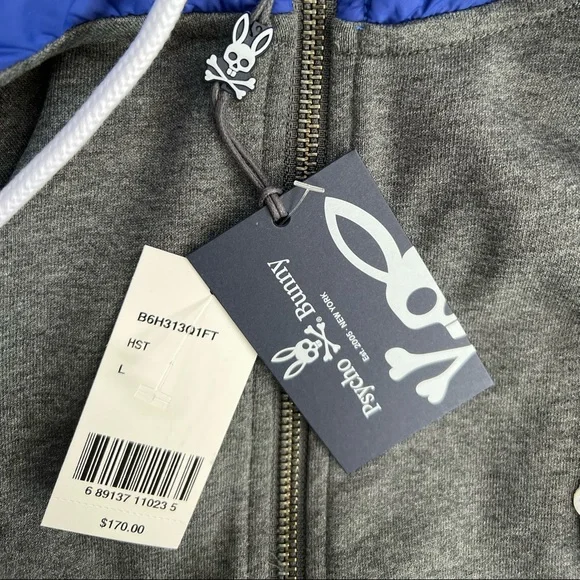 B6H313Q1FT
HST
L
6 89137 11023 5
$170.00
Psycho Bunny®
Est. 2005 · NEW YORK